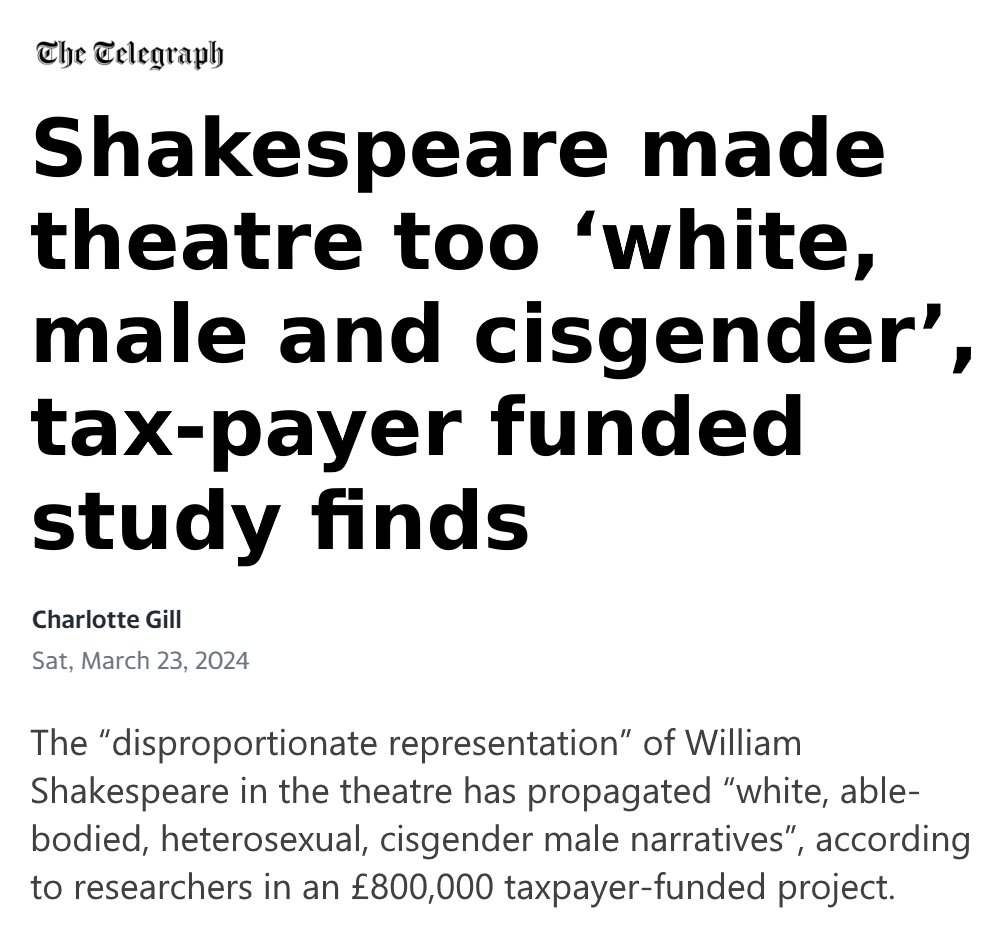 The Telegraph
Shakespeare made
theatre too ‘white,
male and cisgender’,
tax-payer funded
study finds
Charlotte Gill
Sat, March 23, 2024
The “disproportionate representation” of William
Shakespeare in the theatre has propagated “white, able-
bodied, heterosexual, cisgender male narratives”, according
to researchers in an £800,000 taxpayer-funded project.